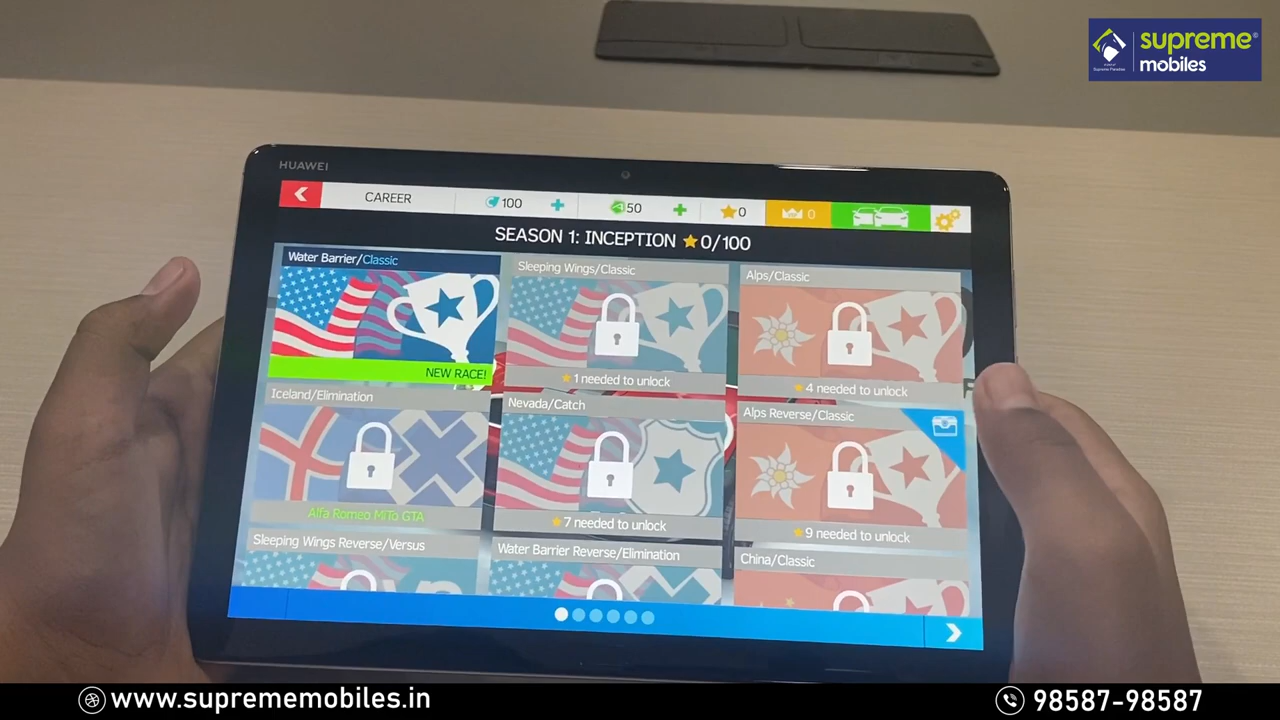 supreme®
mobiles
HUAWEI
CAREER
100
50
0
0
SEASON 1: INCEPTION 0/100
Water Barrier/Classic
NEW RACE!
Sleeping Wings/Classic
1 needed to unlock
Alps/Classic
4 needed to unlock
Iceland/Elimination
Alfa Romeo MiTo GTA
Nevada/Catch
7 needed to unlock
Alps Reverse/Classic
9 needed to unlock
Sleeping Wings Reverse/Versus
Water Barrier Reverse/Elimination
China/Classic
www.suprememobiles.in
98587-98587